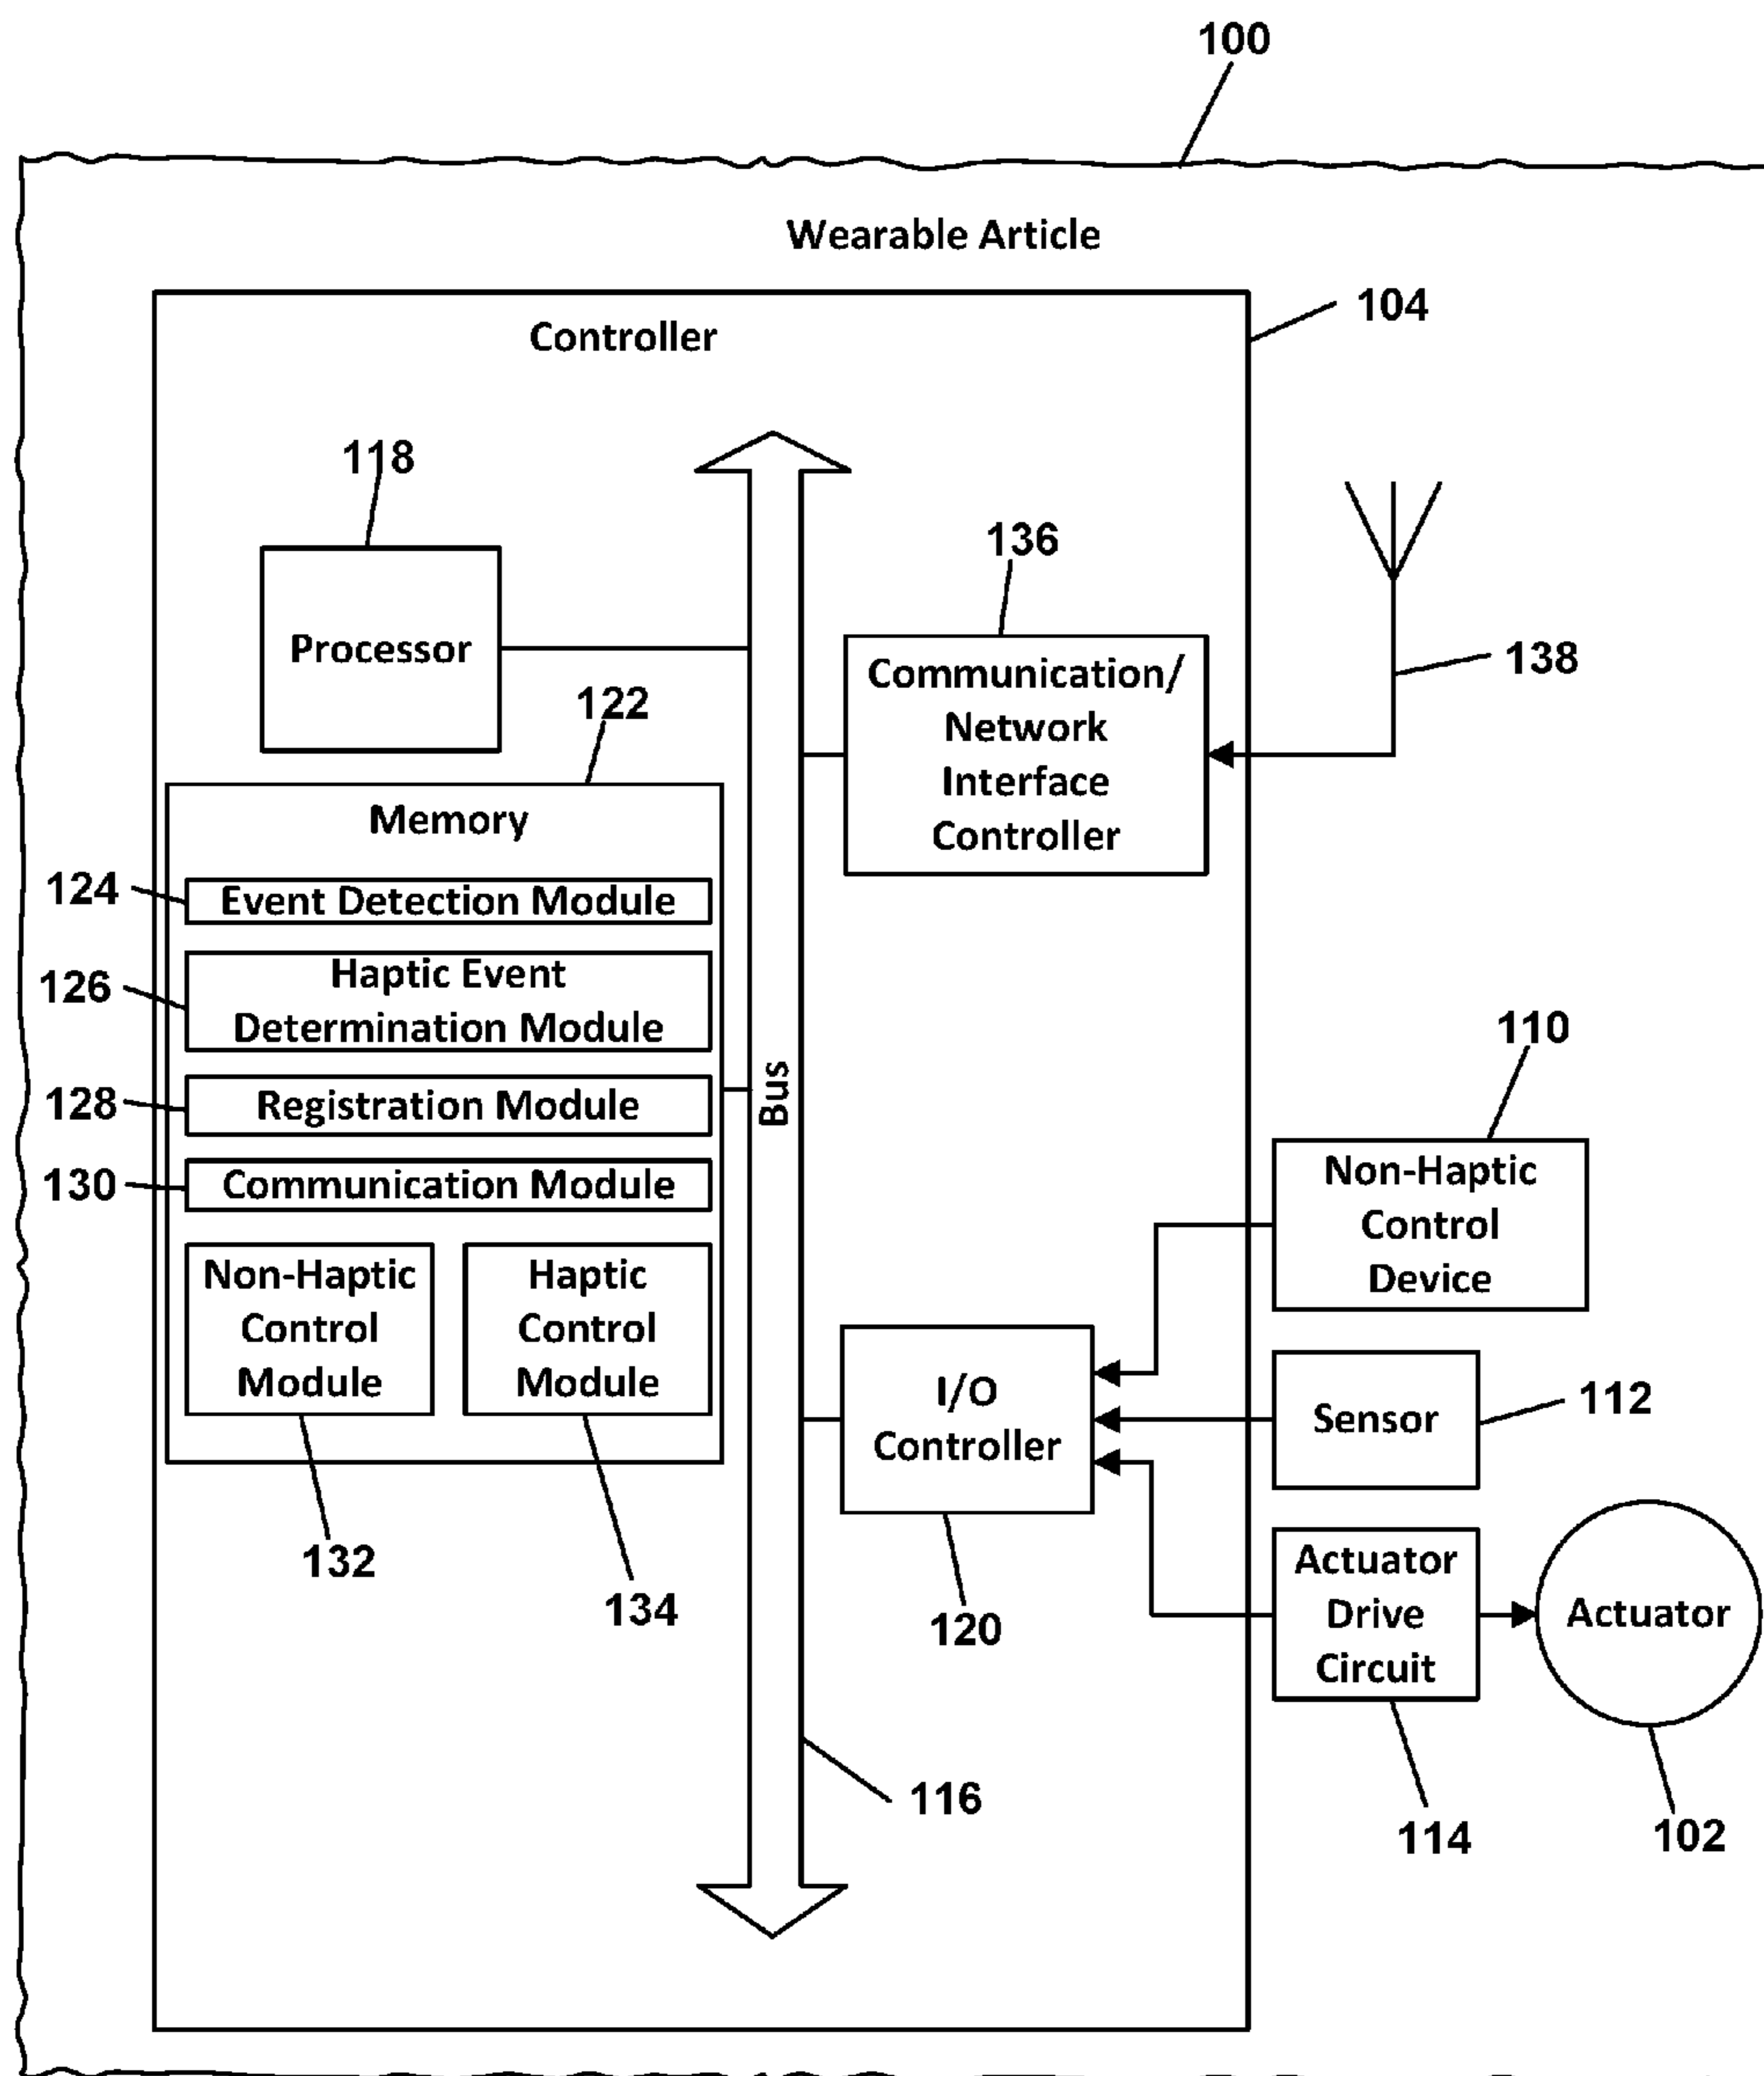 100
Wearable Article
104
Controller
118
136
Processor
Communication/
Network
Interface
Controller
138
122
Memory
124
Event Detection Module
126
Haptic Event
Determination Module
128
Registration Module
130
Communication Module
Non-Haptic
Control
Module
Haptic
Control
Module
132
134
Bus
110
Non-Haptic
Control
Device
I/O
Controller
120
Sensor
112
Actuator
Drive
Circuit
114
Actuator
102
116